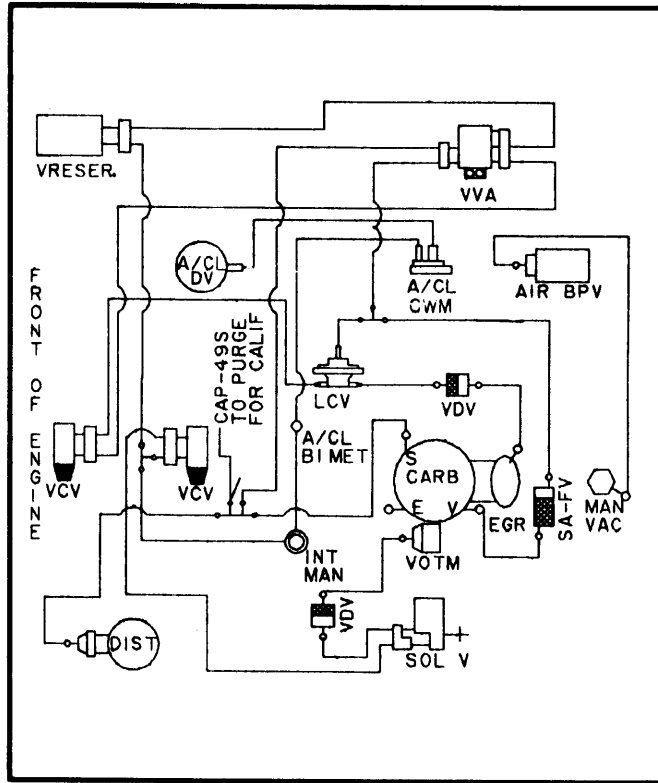 VRESER.
VVA
A/CL
DV
A/CL
CWM
AIR BPV
FRONT OF ENGINE
CAP-49S
TO PURGE
FOR CALIF
LCV
VDV
A/CL
BIMET
S
CARB
E
V
EGR
SA-FV
MAN
VAC
VCV
VCV
INT
MAN
VOTM
VDV
DIST
SOL V
+